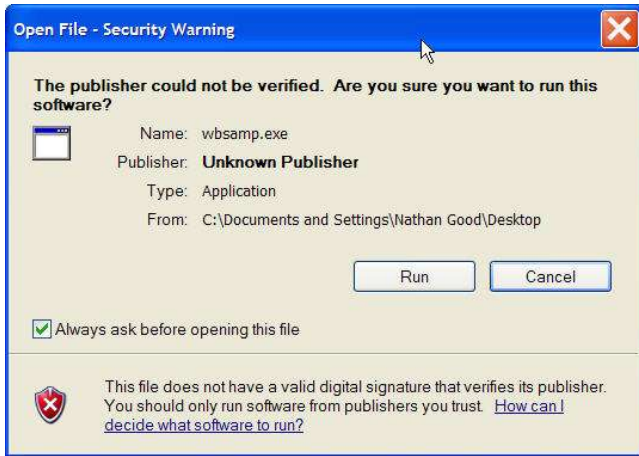 Open File - Security Warning
The publisher could not be verified.  Are you sure you want to run this
software?
Name: wbsamp.exe
Publisher: Unknown Publisher
Type: Application
From: C:\Documents and Settings\Nathan Good\Desktop
Run Cancel
Always ask before opening this file
This file does not have a valid digital signature that verifies its publisher.
You should only run software from publishers you trust. How can I
decide what software to run?